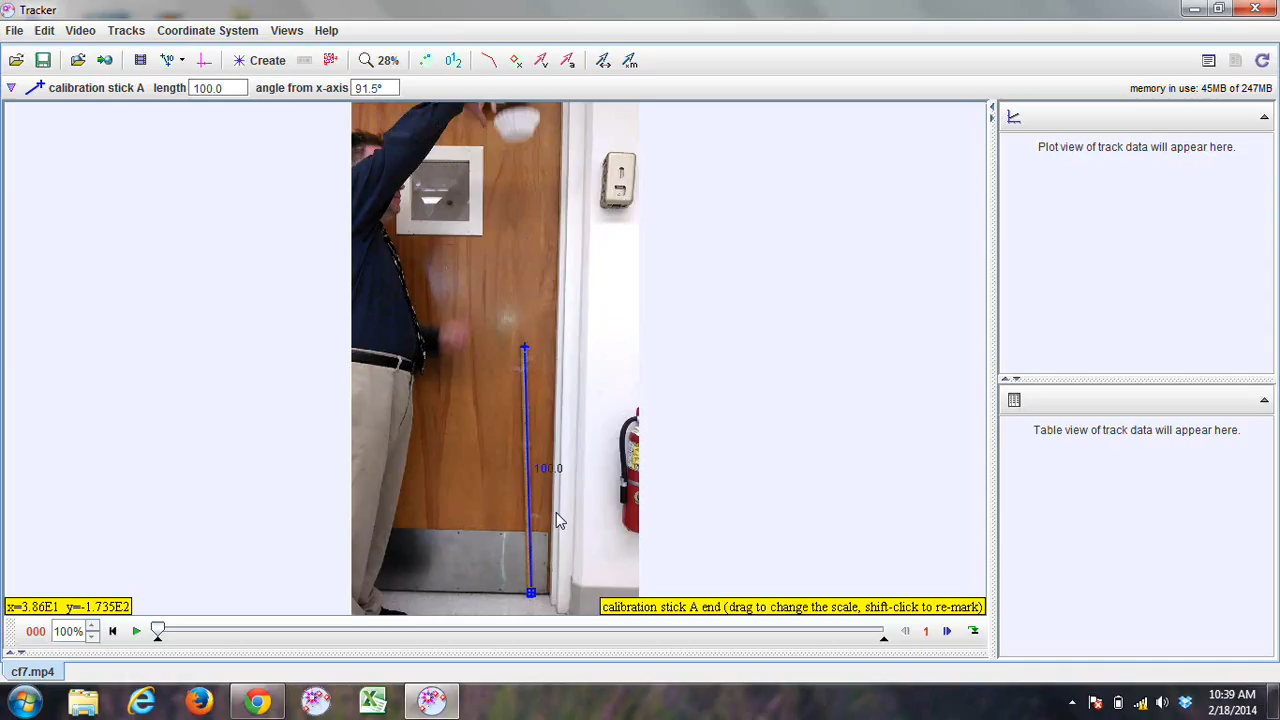 Tracker
File Edit Video Tracks Coordinate System Views Help
Create 28%
calibration stick A length 100.0 angle from x-axis 91.5° memory in use: 45MB of 247MB
Plot view of track data will appear here.
100.0
Table view of track data will appear here.
x=3.86E1 y=-1.735E2 calibration stick A end (drag to change the scale, shift-click to re-mark)
000 100% 1
cf7.mp4
10:39 AM
2/18/2014